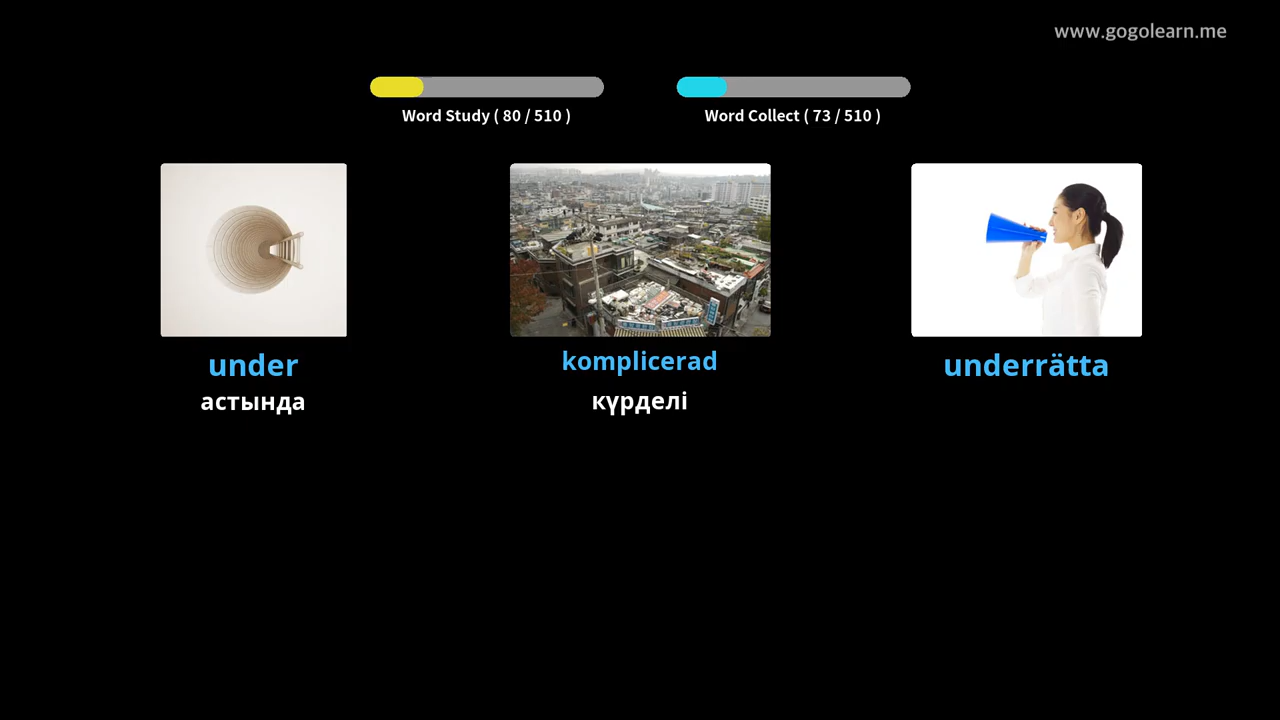 www.gogolearn.me
Word Study ( 80 / 510 )
Word Collect ( 73 / 510 )
under
астында
komplicerad
күрделі
underrätta